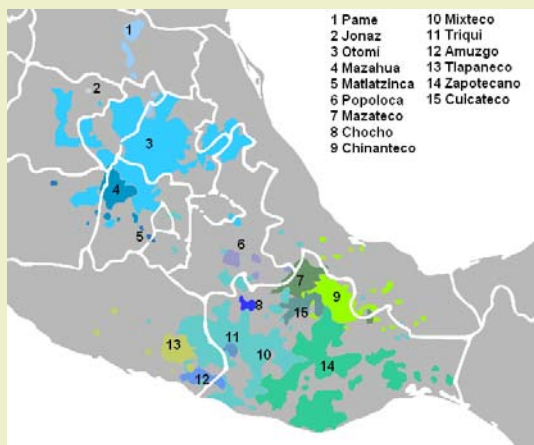 1 Pame
2 Jonaz
3 Otomí
4 Mazahua
5 Matlatzinca
6 Popoloca
7 Mazateco
8 Chocho
9 Chinanteco
10 Mixteco
11 Triqui
12 Amuzgo
13 Tlapaneco
14 Zapotecano
15 Cuicateco
1
2
3
4
5
6
7
8
15
9
11
13
10
14
12